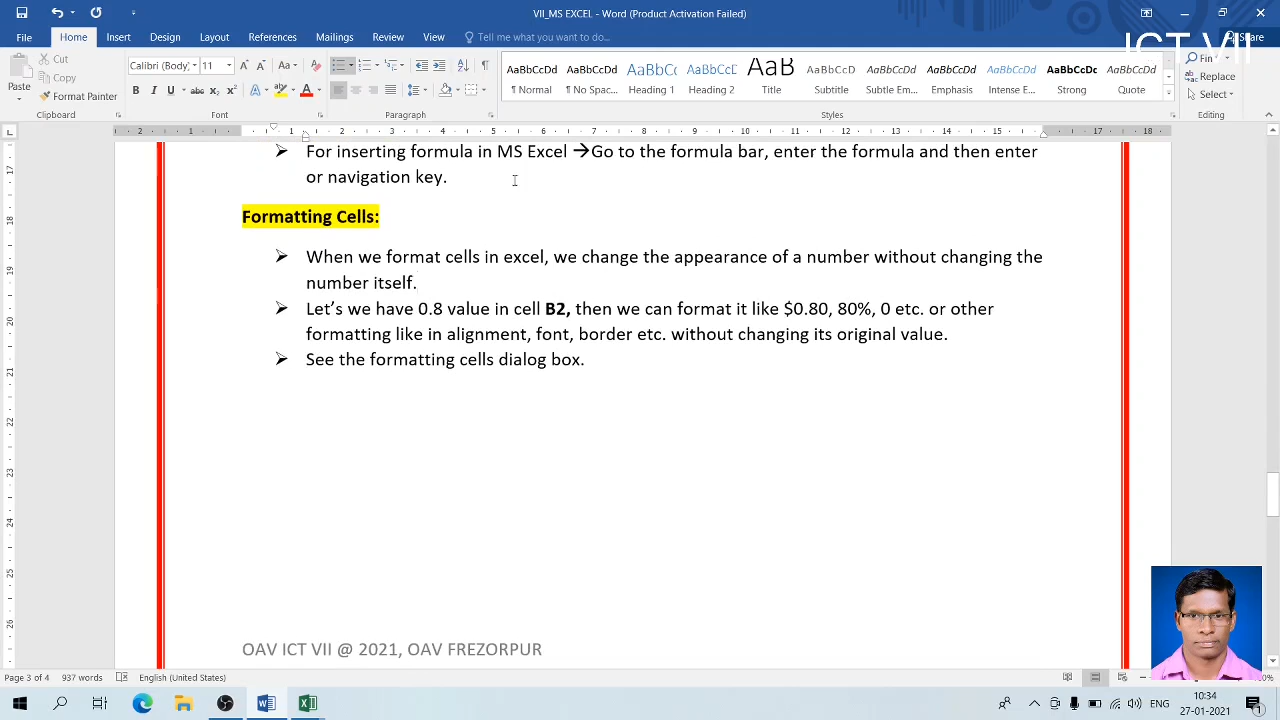 VII_MS EXCEL - Word (Product Activation Failed)
File Home Insert Design Layout References Mailings Review View Tell me what you want to do...
ICT VII
Share
Paste
Cut
Copy
Format Painter
Calibri (Body) 11
AaBbCcDd AaBbCcDd AaBbCc AaBbCcD AaB AaBbCcD AaBbCcDd AaBbCcDd AaBbCcDd AaBbCcDc AaBbCcDd
¶ Normal ¶ No Spac... Heading 1 Heading 2 Title Subtitle Subtle Em... Emphasis Intense E... Strong Quote
Replace
Select
Clipboard Font Paragraph Styles
➢ For inserting formula in MS Excel →Go to the formula bar, enter the formula and then enter
or navigation key.
Formatting Cells:
➢ When we format cells in excel, we change the appearance of a number without changing the
number itself.
➢ Let’s we have 0.8 value in cell B2, then we can format it like $0.80, 80%, 0 etc. or other
formatting like in alignment, font, border etc. without changing its original value.
➢ See the formatting cells dialog box.
OAV ICT VII @ 2021, OAV FREZORPUR
Page 3 of 4 937 words English (United States)
ENG
10:34
27-01-2021